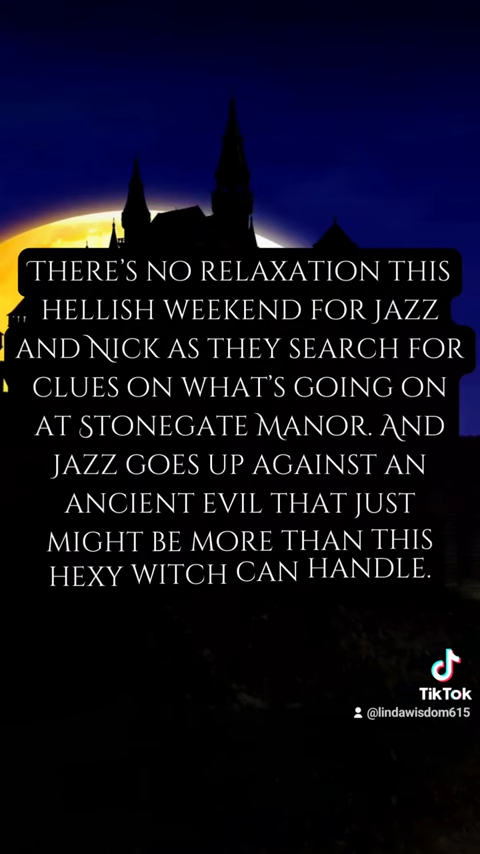 There's no relaxation this
hellish weekend for Jazz
and Nick as they search for
clues on what's going on
at Stonegate Manor. And
Jazz goes up against an
ancient evil that just
might be more than this
hexy witch can handle.
TikTok
@lindawisdom615